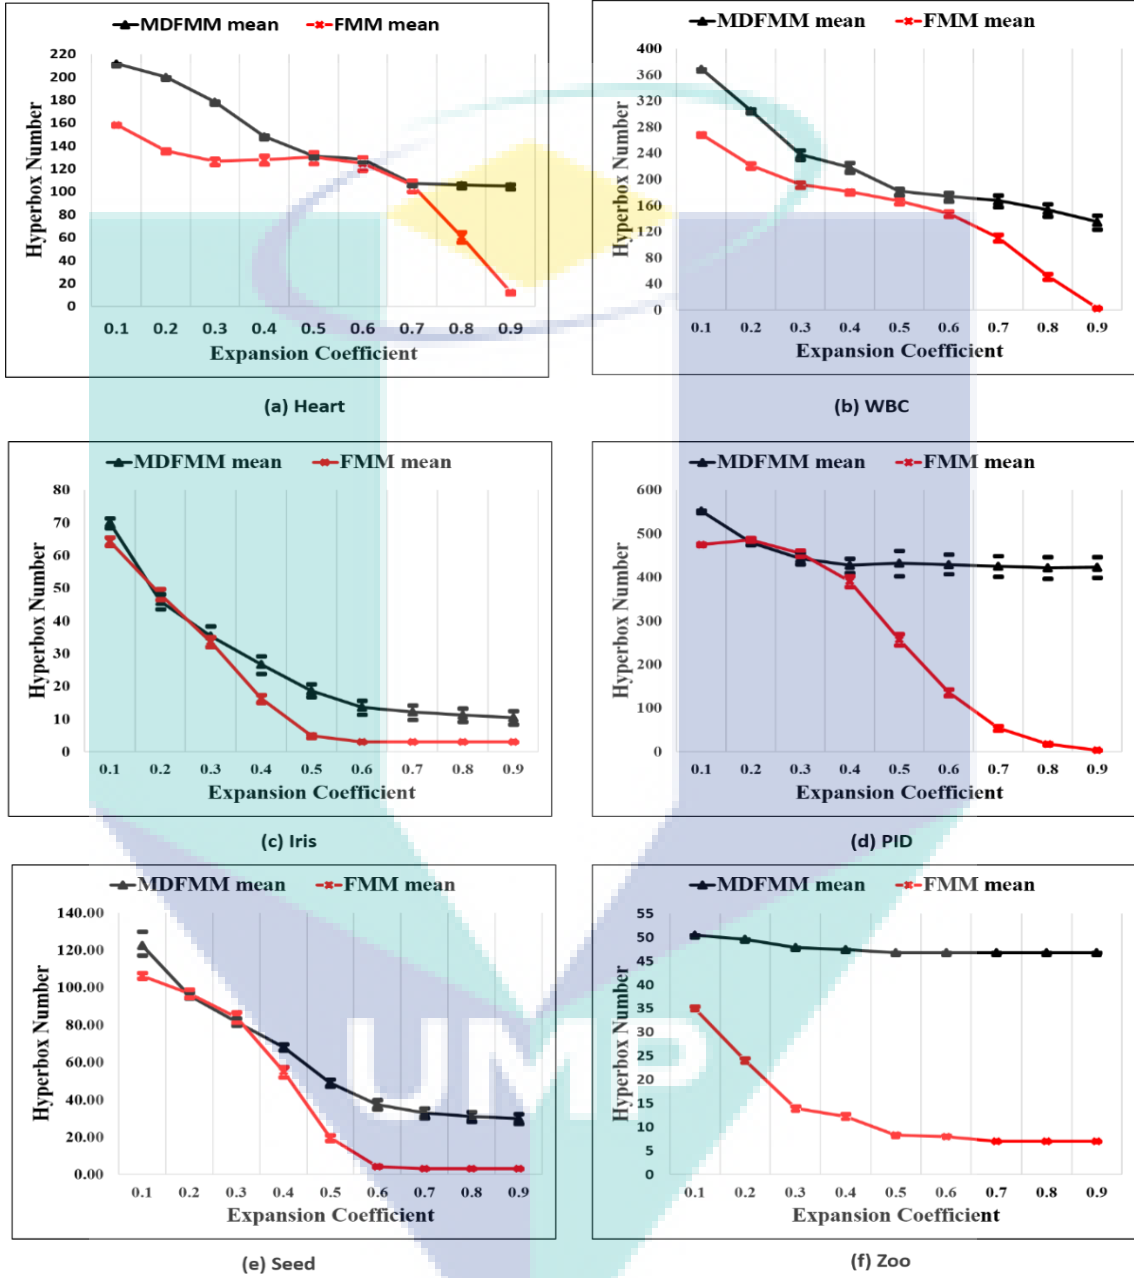 MDFMM mean FMM mean
220
200
180
160
140
120
100
80
60
40
20
0
Hyperbox Number
0.1 0.2 0.3 0.4 0.5 0.6 0.7 0.8 0.9
Expansion Coefficient
(a) Heart
MDFMM mean FMM mean
400
360
320
280
240
200
160
120
80
40
0
Hyperbox Number
0.1 0.2 0.3 0.4 0.5 0.6 0.7 0.8 0.9
Expansion Coefficient
(b) WBC
MDFMM mean FMM mean
80
70
60
50
40
30
20
10
0
Hyperbox Number
0.1 0.2 0.3 0.4 0.5 0.6 0.7 0.8 0.9
Expansion Coefficient
(c) Iris
MDFMM mean FMM mean
600
500
400
300
200
100
0
Hyperbox Number
0.1 0.2 0.3 0.4 0.5 0.6 0.7 0.8 0.9
Expansion Coefficient
(d) PID
MDFMM mean FMM mean
140.00
120.00
100.00
80.00
60.00
40.00
20.00
0.00
Hyperbox Number
0.1 0.2 0.3 0.4 0.5 0.6 0.7 0.8 0.9
Expansion Coefficient
(e) Seed
MDFMM mean FMM mean
55
50
45
40
35
30
25
20
15
10
5
0
Hyperbox Number
0.1 0.2 0.3 0.4 0.5 0.6 0.7 0.8 0.9
Expansion Coefficient
(f) Zoo
UMP